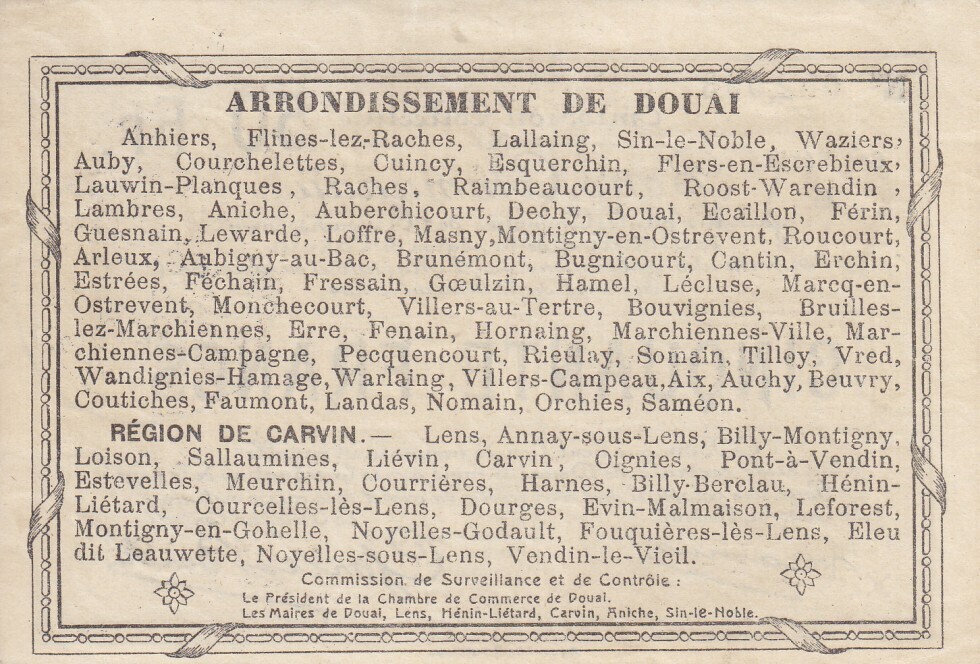 ARRONDISSEMENT DE DOUAI
Anhiers, Flines-lez-Raches, Lallaing, Sin-le-Noble, Waziers,
Auby, Courchelettes, Cuincy, Esquerchin, Flers-en-Escrebieux,
Lauwin-Planques, Raches, Raimbeaucourt, Roost-Warendin,
Lambres, Aniche, Auberchicourt, Dechy, Douai, Ecaillon, Férin,
Guesnain, Lewarde, Loffre, Masny, Montigny-en-Ostrevent, Roucourt,
Arleux, Aubigny-au-Bac, Brunémont, Bugnicourt, Cantin, Erchin,
Estrées, Féchain, Fressain, Gœulzin, Hamel, Lécluse, Marcq-en-
Ostrevent, Monchecourt, Villers-au-Tertre, Bouvignies, Bruilles-
lez-Marchiennes, Erre, Fenain, Hornaing, Marchiennes-Ville, Mar-
chiennes-Campagne, Pecquencourt, Rieulay, Somain, Tilloy, Vred,
Wandignies-Hamage, Warlaing, Villers-Campeau, Aix, Auchy, Beuvry,
Coutiches, Faumont, Landas, Nomain, Orchies, Saméon.
RÉGION DE CARVIN.— Lens, Annay-sous-Lens, Billy-Montigny,
Loison, Sallaumines, Liévin, Carvin, Oignies, Pont-à-Vendin,
Estevelles, Meurchin, Courrières, Harnes, Billy-Berclau, Hénin-
Liétard, Courcelles-lès-Lens, Dourges, Evin-Malmaison, Leforest,
Montigny-en-Gohelle, Noyelles-Godault, Fouquières-lès-Lens, Eleu
dit Leauwette, Noyelles-sous-Lens, Vendin-le-Vieil.
Commission de Surveillance et de Contrôle :
Le Président de la Chambre de Commerce de Douai.
Les Maires de Douai, Lens, Hénin-Liétard, Carvin, Aniche, Sin-le-Noble.